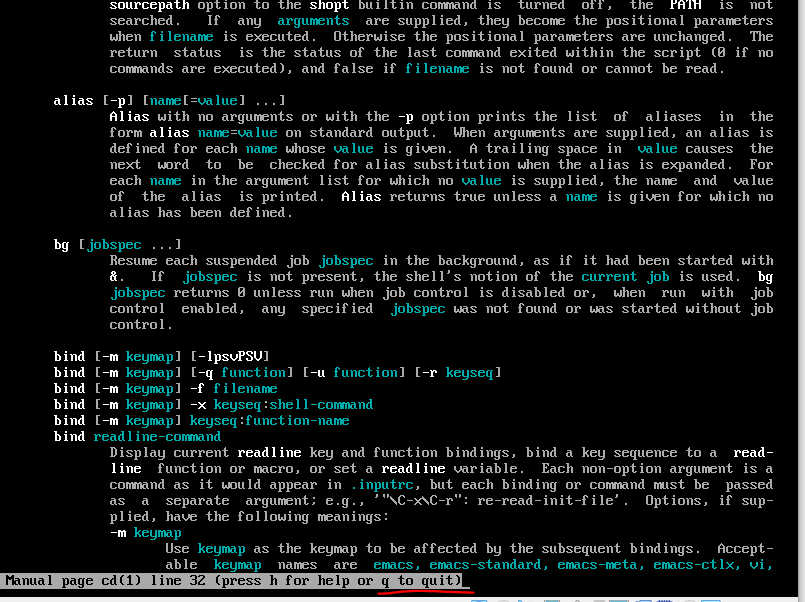 sourcepath option to the shopt builtin command is turned off, the PATH is not
searched. If any arguments are supplied, they become the positional parameters
when filename is executed. Otherwise the positional parameters are unchanged. The
return status is the status of the last command exited within the script (0 if no
commands are executed), and false if filename is not found or cannot be read.
alias [-p] [name[=value] ...]
Alias with no arguments or with the -p option prints the list of aliases in the
form alias name=value on standard output. When arguments are supplied, an alias is
defined for each name whose value is given. A trailing space in value causes the
next word to be checked for alias substitution when the alias is expanded. For
each name in the argument list for which no value is supplied, the name and value
of the alias is printed. Alias returns true unless a name is given for which no
alias has been defined.
bg [jobspec ...]
Resume each suspended job jobspec in the background, as if it had been started with
&. If jobspec is not present, the shell's notion of the current job is used. bg
jobspec returns 0 unless run when job control is disabled or, when run with job
control enabled, any specified jobspec was not found or was started without job
control.
bind [-m keymap] [-lpsvPSV]
bind [-m keymap] [-q function] [-u function] [-r keyseq]
bind [-m keymap] -f filename
bind [-m keymap] -x keyseq:shell-command
bind [-m keymap] keyseq:function-name
bind readline-command
Display current readline key and function bindings, bind a key sequence to a read-
line function or macro, or set a readline variable. Each non-option argument is a
command as it would appear in .inputrc, but each binding or command must be passed
as a separate argument; e.g., '"\C-x\C-r": re-read-init-file'. Options, if sup-
plied, have the following meanings:
-m keymap
Use keymap as the keymap to be affected by the subsequent bindings. Accept-
able keymap names are emacs, emacs-standard, emacs-meta, emacs-ctlx, vi,
Manual page cd(1) line 32 (press h for help or q to quit)